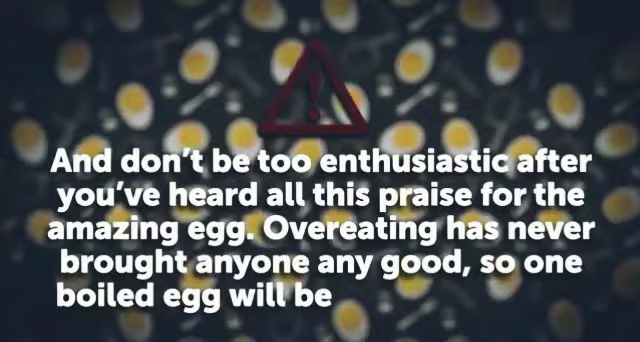 And don't be too enthusiastic after
you've heard all this praise for the
amazing egg. Overeating has never
brought anyone any good, so one
boiled egg will be